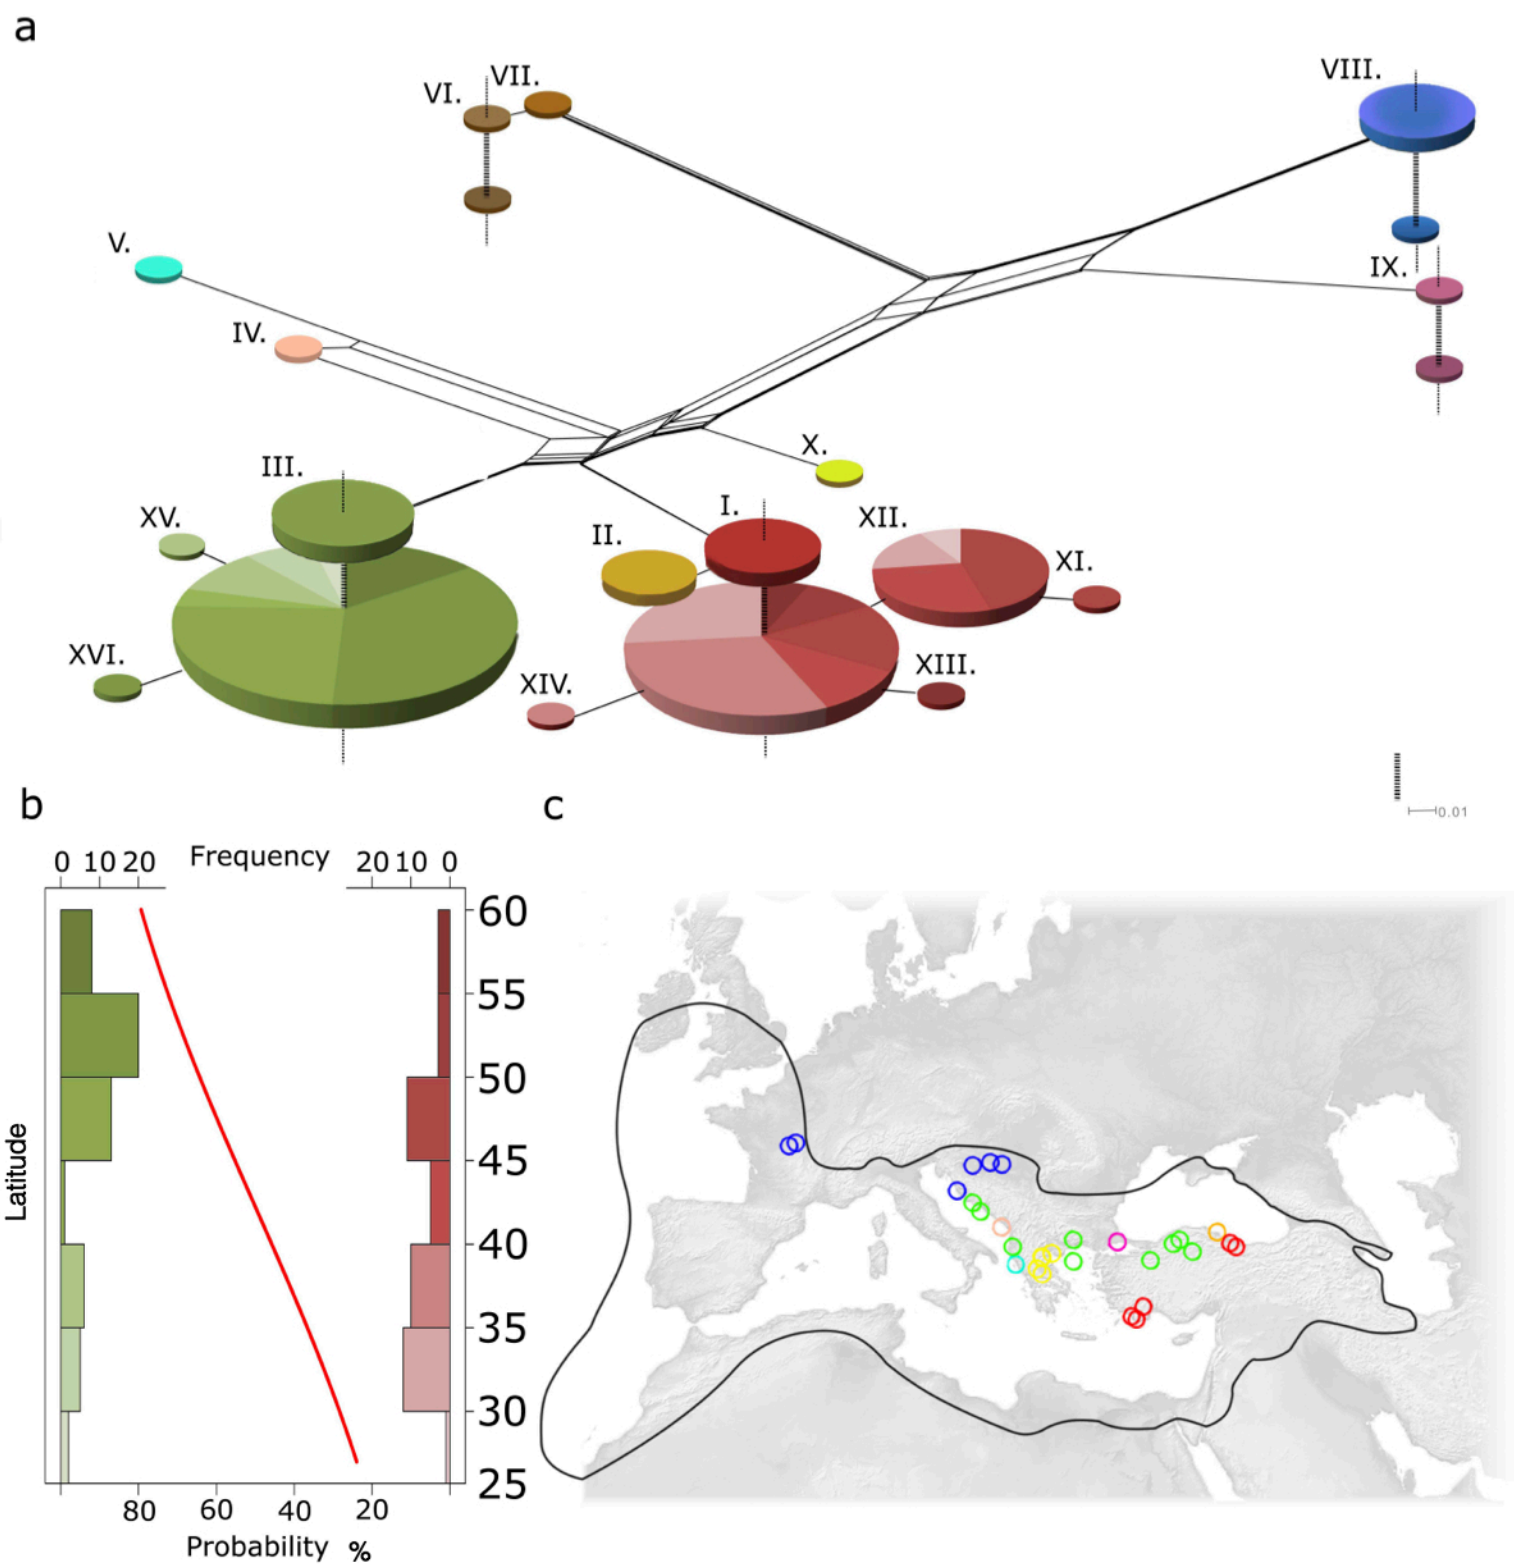 a
VII.
VI.
VIII.
V.
IX.
IV.
X.
III.
I.
XII.
XV.
II.
XI.
XVI.
XIII.
XIV.
0.01
b
c
0 10 20 Frequency 20 10 0
60
55
50
45
40
35
30
25
Latitude
80 60 40 20
Probability %